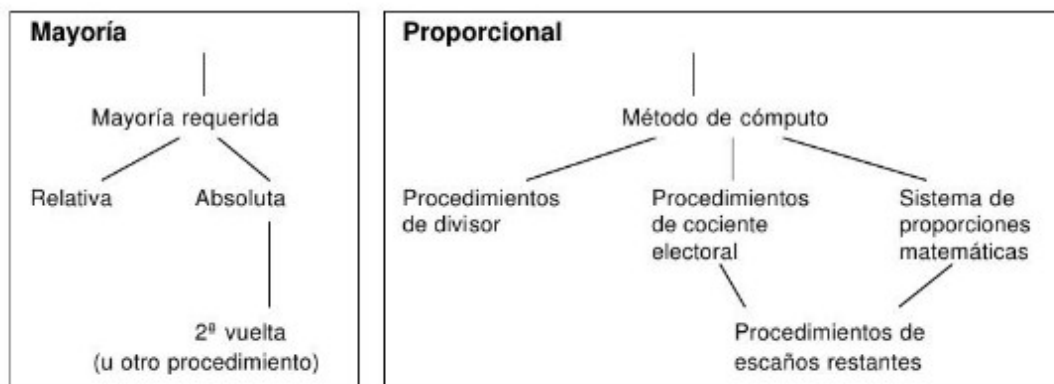 Mayoría
Mayoría requerida
Relativa
Absoluta
2ª vuelta
(u otro procedimiento)
Proporcional
Método de cómputo
Procedimientos
de divisor
Procedimientos
de cociente
electoral
Sistema de
proporciones
matemáticas
Procedimientos de
escaños restantes